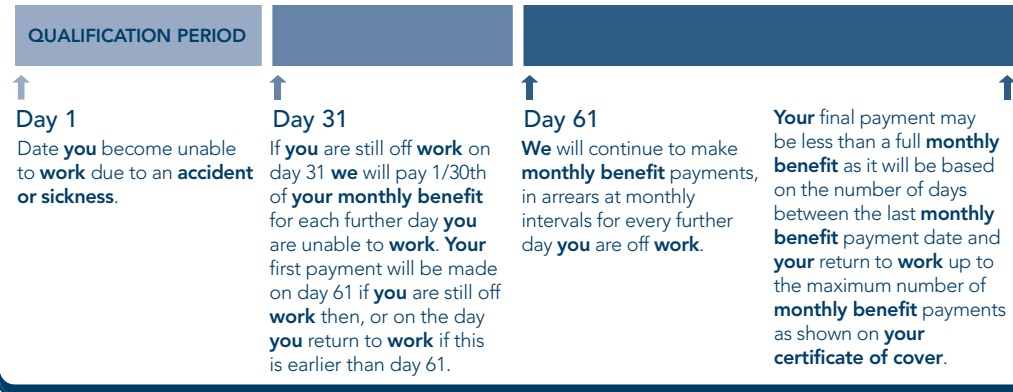 QUALIFICATION PERIOD
Day 1
Date you become unable
to work due to an accident
or sickness.
Day 31
If you are still off work on
day 31 we will pay 1/30th
of your monthly benefit
for each further day you
are unable to work. Your
first payment will be made
on day 61 if you are still off
work then, or on the day
you return to work if this
is earlier than day 61.
Day 61
We will continue to make
monthly benefit payments,
in arrears at monthly
intervals for every further
day you are off work.
Your final payment may
be less than a full monthly
benefit as it will be based
on the number of days
between the last monthly
benefit payment date and
your return to work up to
the maximum number of
monthly benefit payments
as shown on your
certificate of cover.